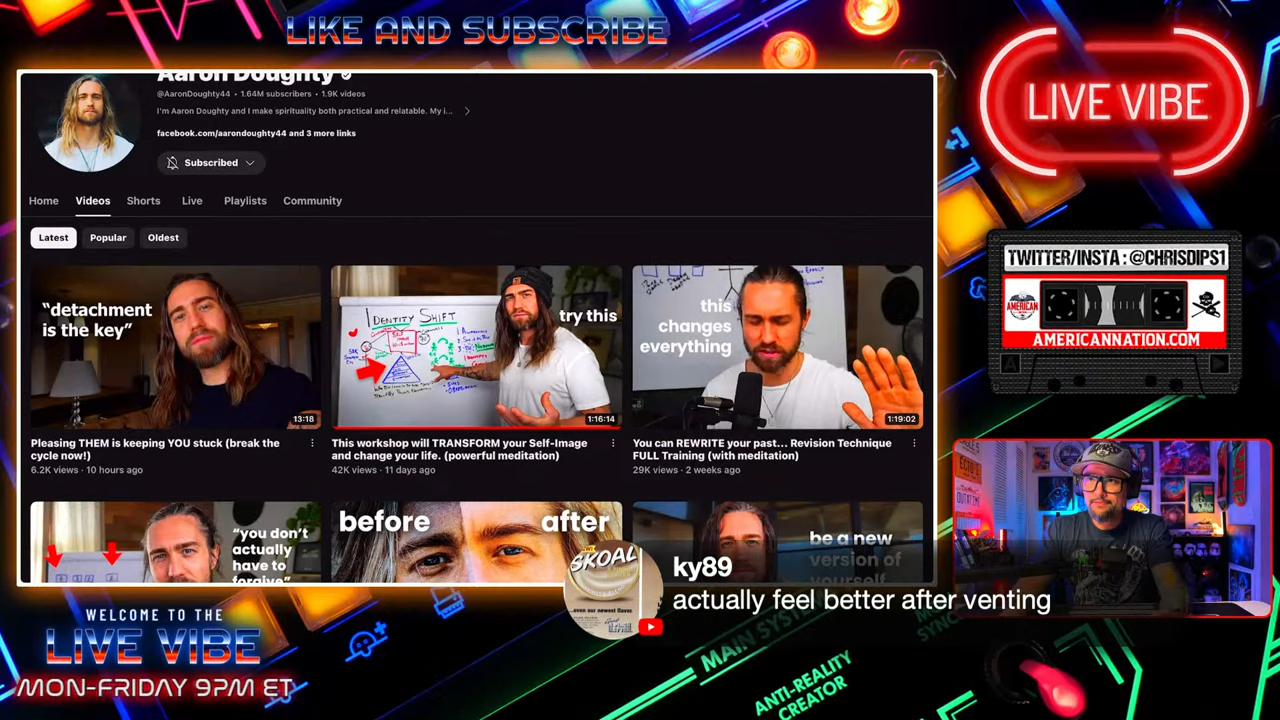 LIKE AND SUBSCRIBE
LIVE VIBE
Aaron Doughty
@AaronDoughty44 • 1.64M subscribers • 1.9K videos
I'm Aaron Doughty and I make spirituality both practical and relatable. My i...
facebook.com/aarondoughty44 and 3 more links
Subscribed
Home Videos Shorts Live Playlists Community
Latest Popular Oldest
"detachment
is the key"
13:18
IDENTITY SHIFT
try this
1:16:14
this
changes
everything
1:19:02
Pleasing THEM is keeping YOU stuck (break the
cycle now!)
6.2K views · 10 hours ago
This workshop will TRANSFORM your Self-Image
and change your life. (powerful meditation)
42K views · 11 days ago
You can REWRITE your past... Revision Technique
FULL Training (with meditation)
29K views · 2 weeks ago
"you don't
actually
have to
forgive"
before after
be a new
version of
yourself
TWITTER/INSTA : @CHRISDIPS1
AMERICAN
AMERICANNATION.COM
A
SKOAL
ky89
actually feel better after venting
WELCOME TO THE
LIVE VIBE
MON-FRIDAY 9PM ET
MAIN SYS
ANTI-REALITY
CREATOR